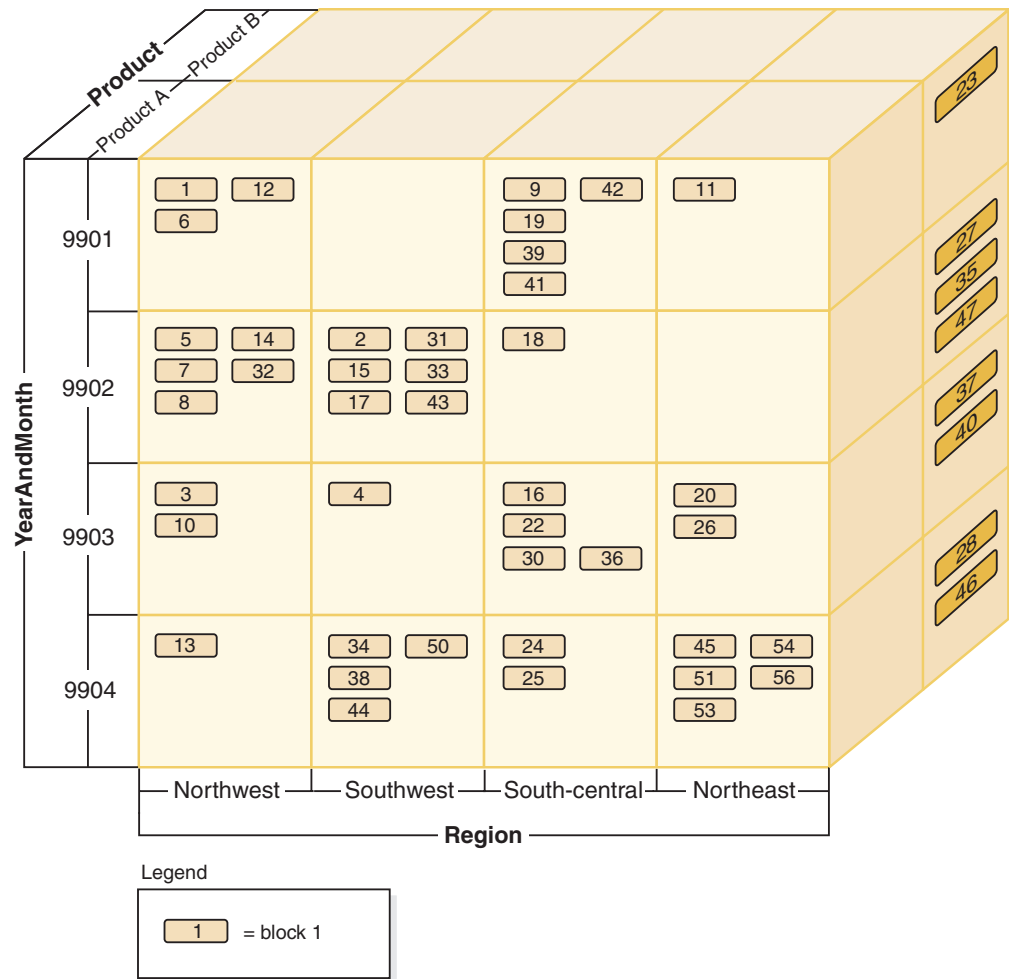 Product
Product B
Product A
23
1 12 9 42 11
6 19
9901
39
41
27
35
47
5 14 2 31 18
7 32 15 33
9902
8 17 43
37
40
YearAndMonth
3 4 16 20
10 22 26
9903
30 36
28
46
13 34 50 24 45 54
38 25 51 56
9904
44 53
Northwest Southwest South-central Northeast
Region
Legend
1 = block 1